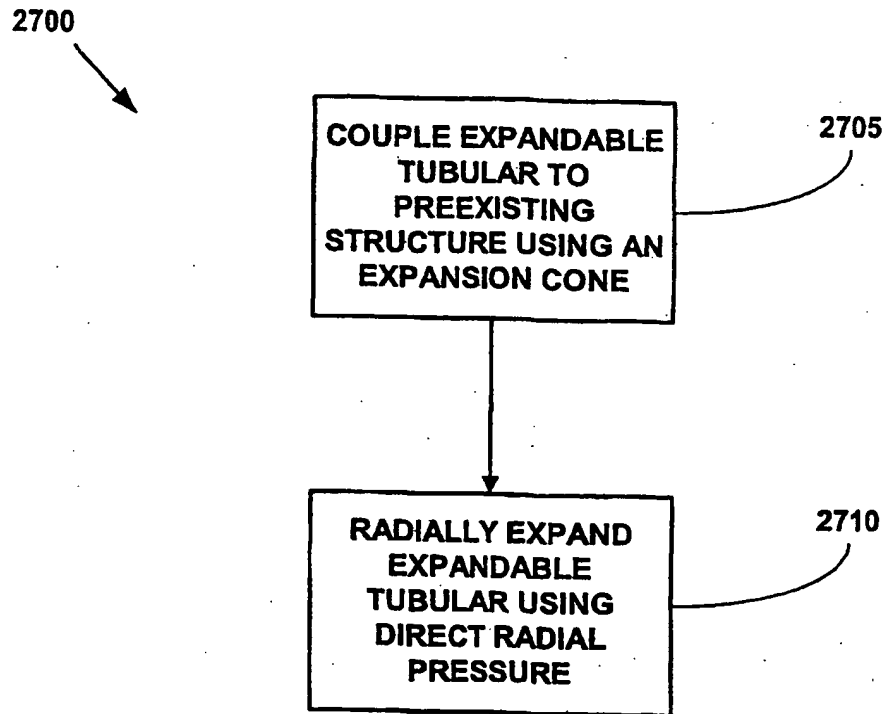 2700
COUPLE EXPANDABLE
TUBULAR TO
PREEXISTING
STRUCTURE USING AN
EXPANSION CONE
2705
RADIALLY EXPAND
EXPANDABLE
TUBULAR USING
DIRECT RADIAL
PRESSURE
2710